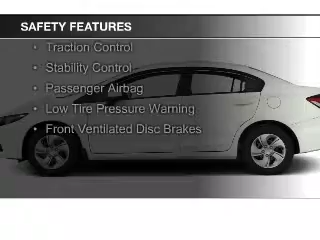 SAFETY FEATURES
• Traction Control
• Stability Control
• Passenger Airbag
• Low Tire Pressure Warning
• Front Ventilated Disc Brakes